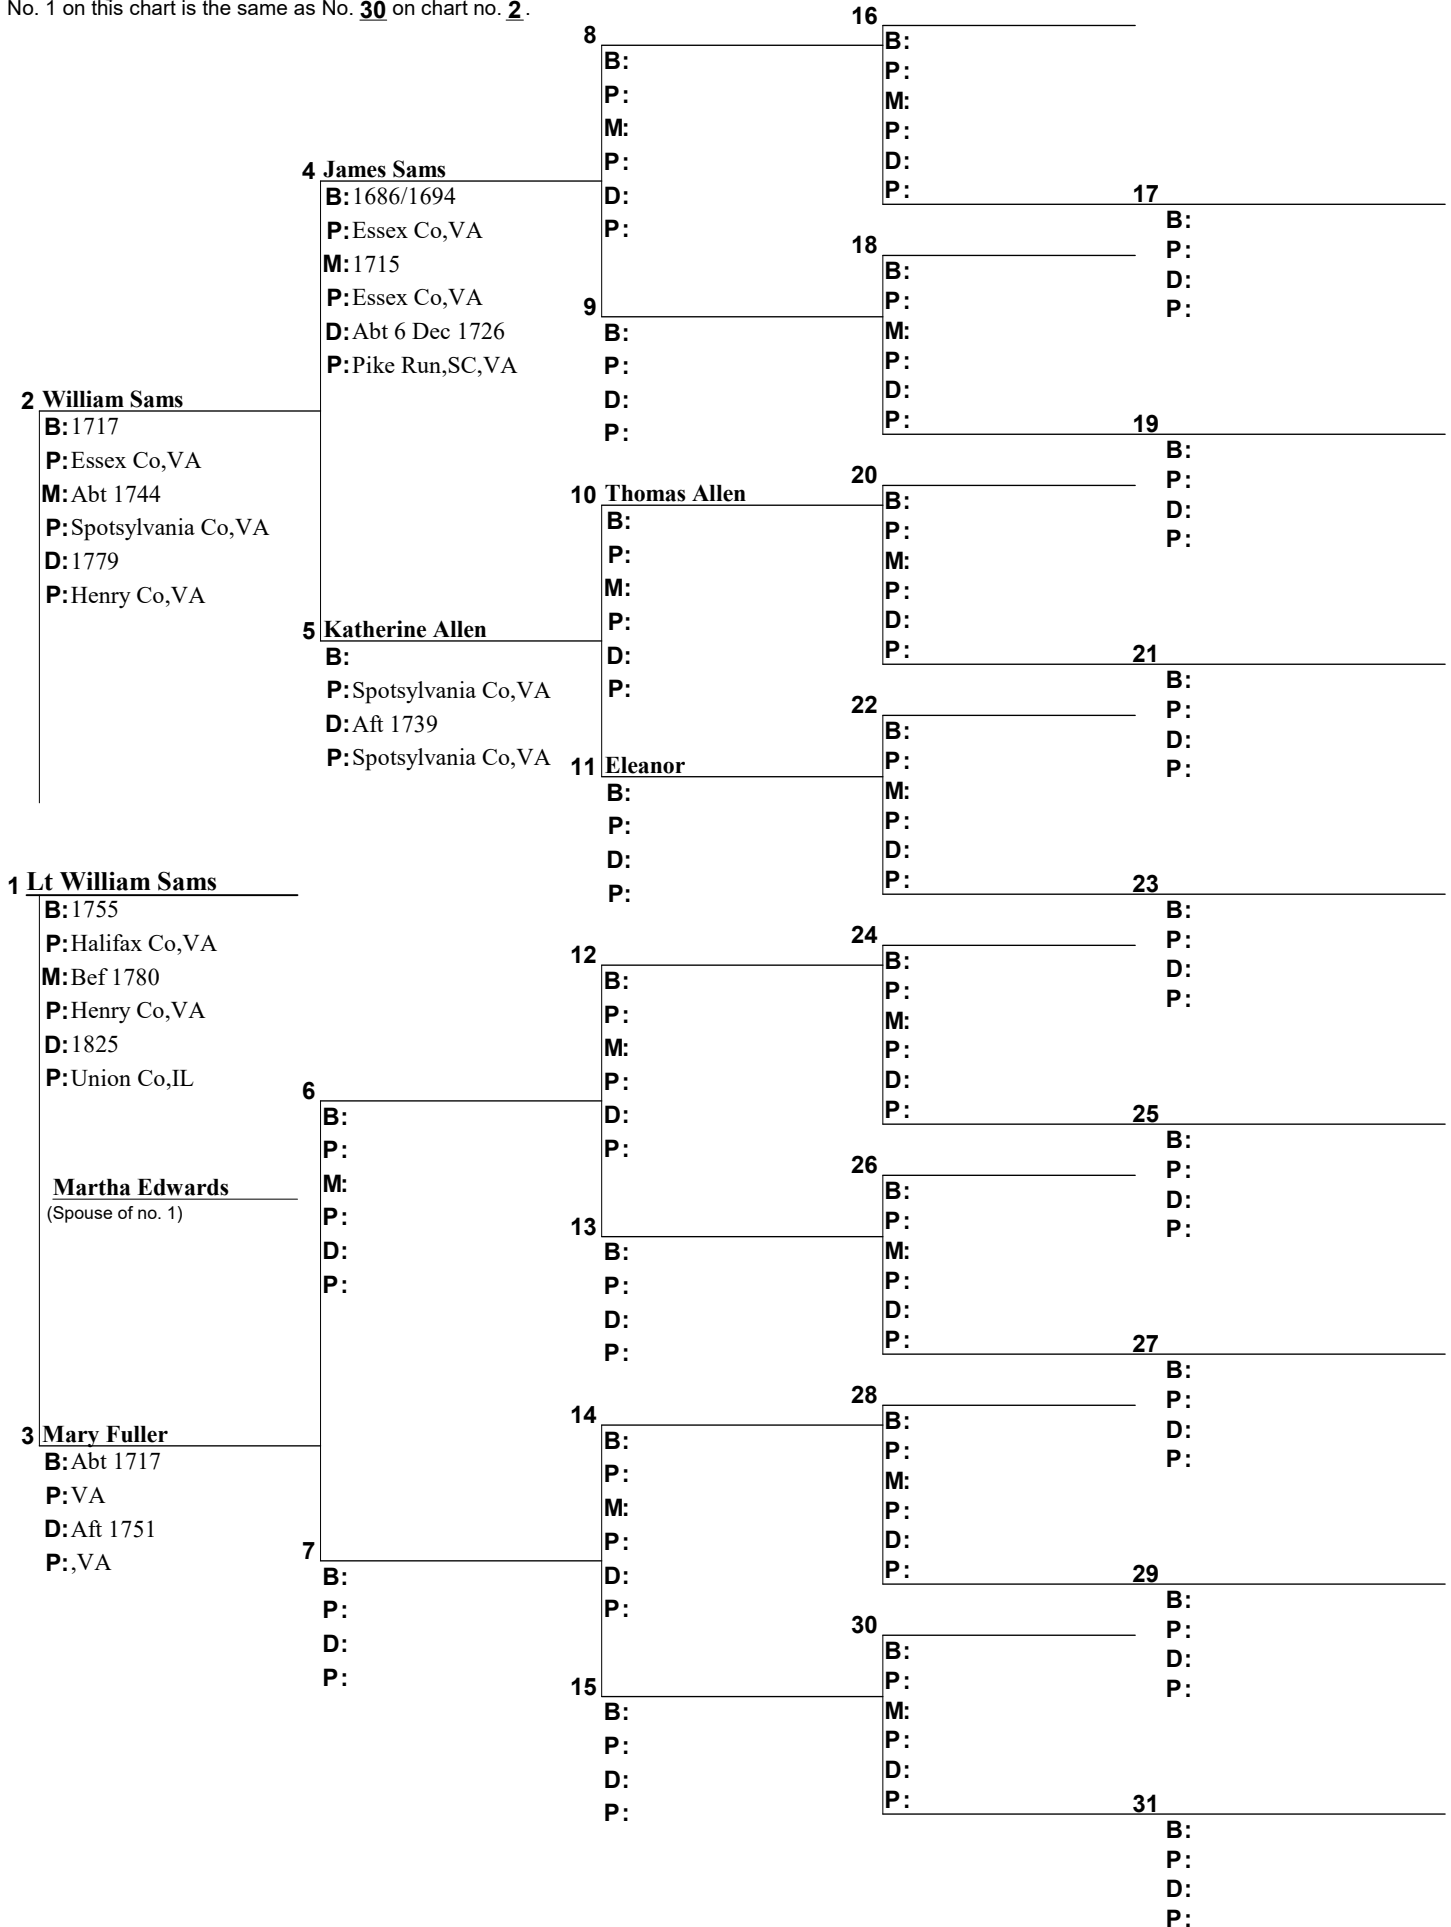 No. 1 on this chart is the same as No. 30 on chart no. 2.
2 William Sams
B:1717
P:Essex Co,VA
M:Abt 1744
P:Spotsylvania Co,VA
D:1779
P:Henry Co,VA
1 Lt William Sams
B:1755
P:Halifax Co,VA
M:Bef 1780
P:Henry Co,VA
D:1825
P:Union Co,IL
Martha Edwards
(Spouse of no. 1)
3 Mary Fuller
B:Abt 1717
P:VA
D:Aft 1751
P:,VA
4 James Sams
B:1686/1694
P:Essex Co,VA
M:1715
P:Essex Co,VA
D:Abt 6 Dec 1726
P:Pike Run,SC,VA
5 Katherine Allen
B:
P:Spotsylvania Co,VA
D:Aft 1739
P:Spotsylvania Co,VA
6
B:
P:
M:
P:
D:
P:
7
B:
P:
D:
P:
8
B:
P:
M:
P:
D:
P:
9
B:
P:
D:
P:
10 Thomas Allen
B:
P:
M:
P:
D:
P:
11 Eleanor
B:
P:
D:
P:
12
B:
P:
M:
P:
D:
P:
13
B:
P:
D:
P:
14
B:
P:
M:
P:
D:
P:
15
B:
P:
D:
P:
16
B:
P:
M:
P:
D:
P:
17
B:
P:
D:
P:
18
B:
P:
M:
P:
D:
P:
19
B:
P:
D:
P:
20
B:
P:
M:
P:
D:
P:
21
B:
P:
D:
P:
22
B:
P:
M:
P:
D:
P:
23
B:
P:
D:
P:
24
B:
P:
M:
P:
D:
P:
25
B:
P:
D:
P:
26
B:
P:
M:
P:
D:
P:
27
B:
P:
D:
P:
28
B:
P:
M:
P:
D:
P:
29
B:
P:
D:
P:
30
B:
P:
M:
P:
D:
P:
31
B:
P:
D:
P: